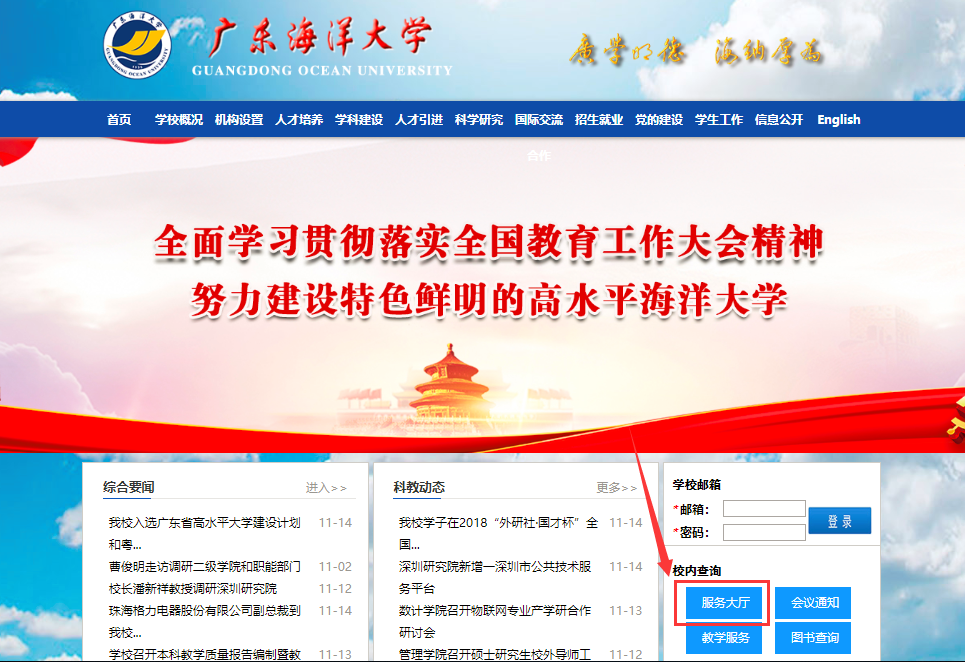 广东海洋大学
GUANGDONG OCEAN UNIVERSITY
广学明德 海纳厚为
首页 学校概况 机构设置 人才培养 学科建设 人才引进 科学研究 国际交流 招生就业 党的建设 学生工作 信息公开 English
合作
全面学习贯彻落实全国教育工作大会精神
努力建设特色鲜明的高水平海洋大学
综合要闻 进入>>
我校入选广东省高水平大学建设计划 11-14
和粤...
曹俊明走访调研二级学院和职能部门 11-02
校长潘新祥教授调研深圳研究院 11-12
珠海格力电器股份有限公司副总裁到 11-14
我校...
学校召开本科教学质量报告编制暨教 11-13
科教动态 更多>>
我校学子在2018“外研社·国才杯”全 11-14
国...
深圳研究院新增一深圳市公共技术服 11-14
务平台
数计学院召开物联网专业产学研合作 11-13
研讨会
管理学院召开硕士研究生校外导师工 11-12
学校邮箱
*邮箱：
*密码：
登 录
校内查询
服务大厅 会议通知
教学服务 图书查询